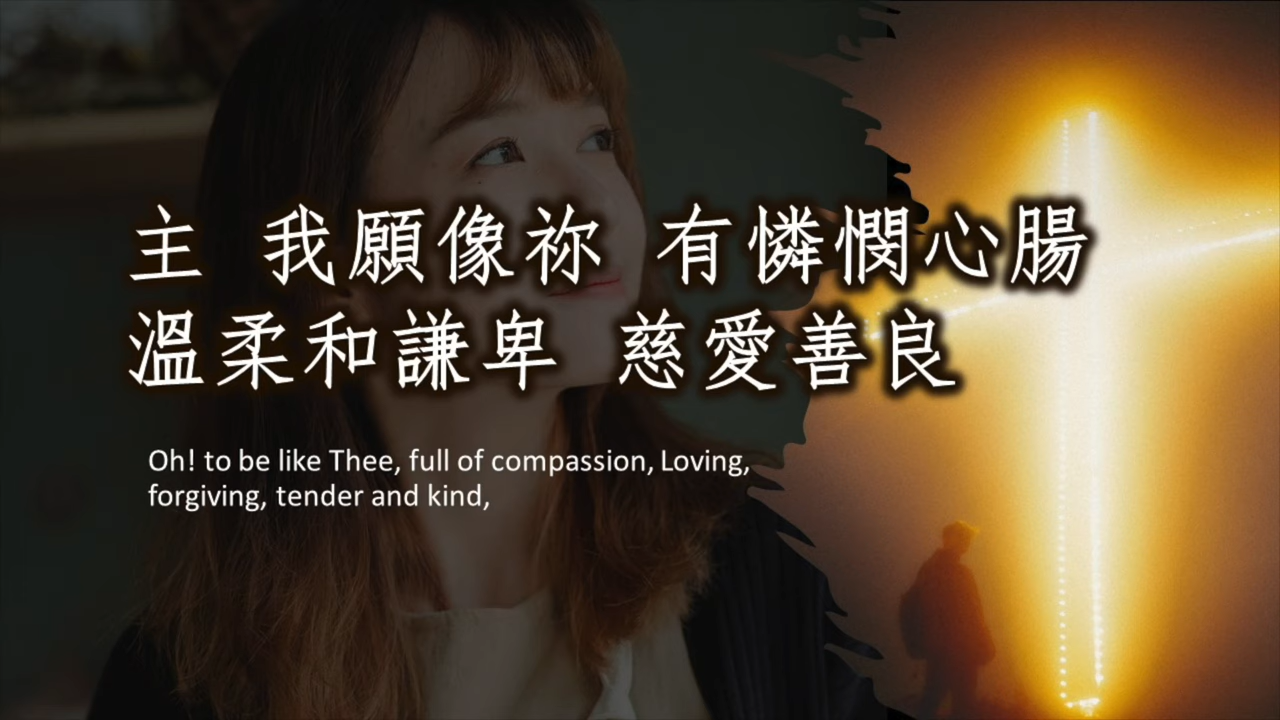 主 我願像祢 有憐憫心腸
溫柔和謙卑 慈愛善良
Oh! to be like Thee, full of compassion, Loving,
forgiving, tender and kind,